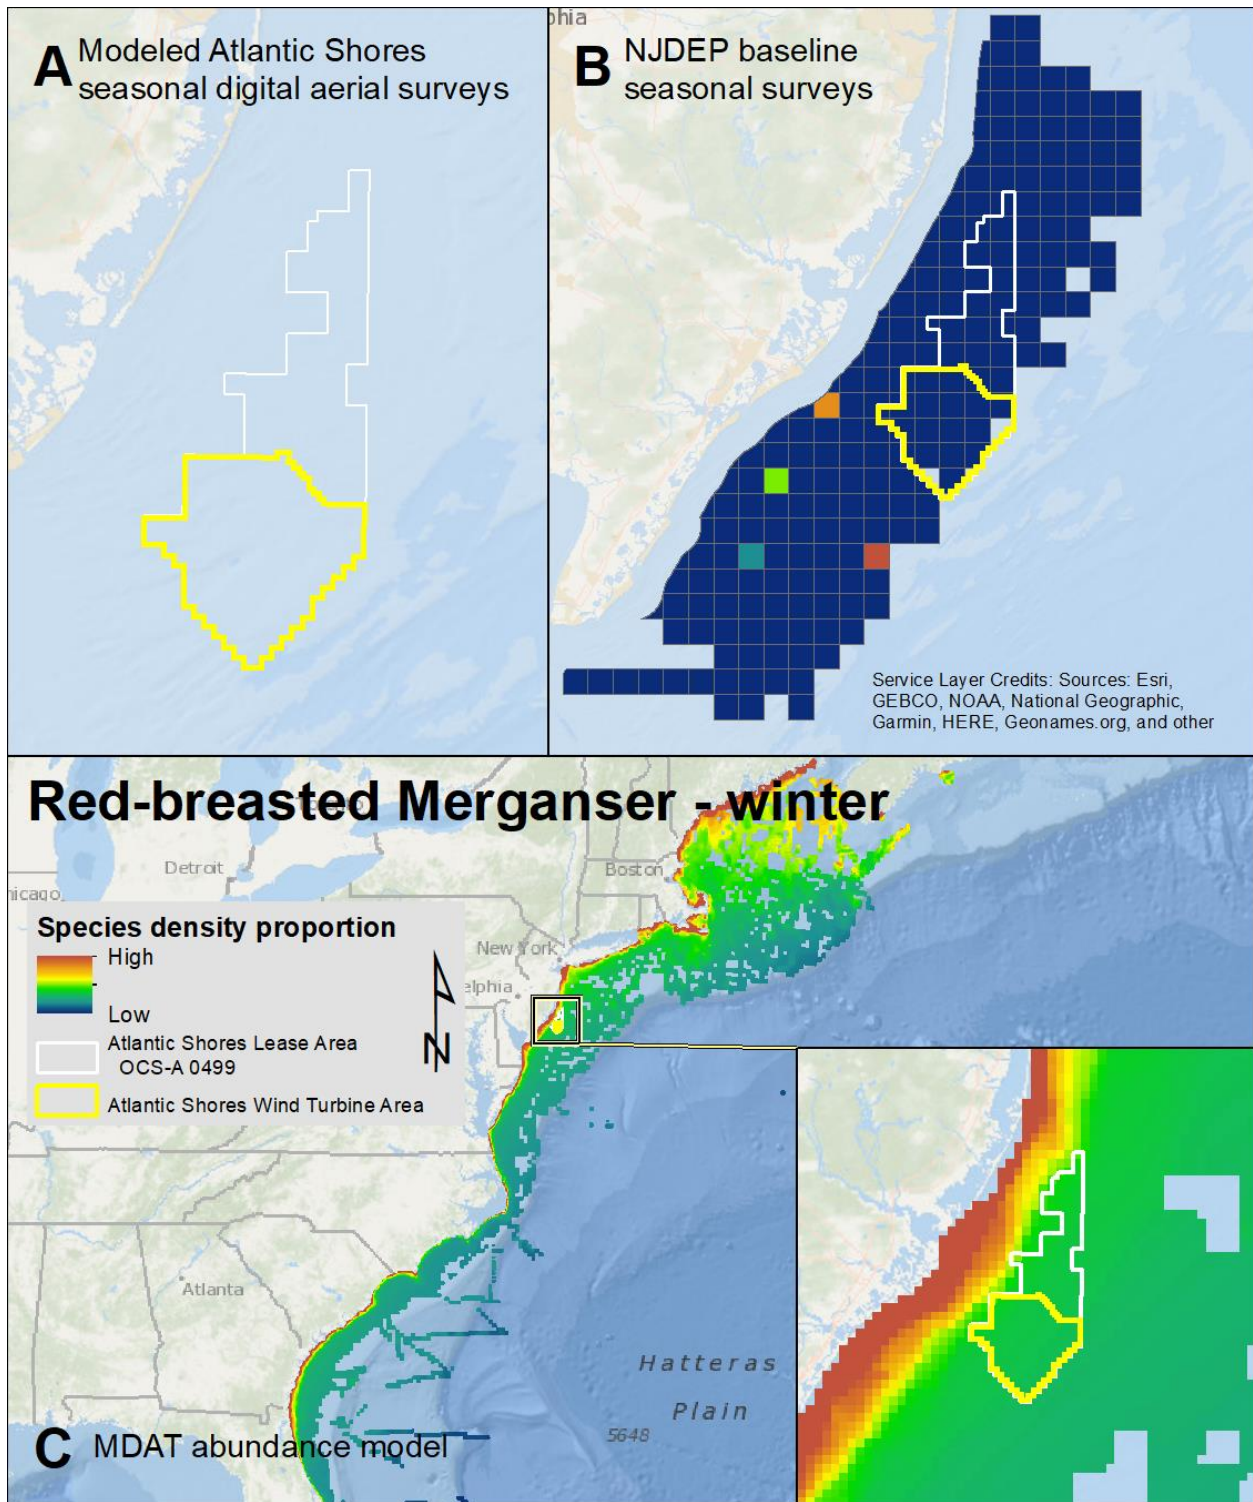 A Modeled Atlantic Shores
seasonal digital aerial surveys
phia
B NJDEP baseline
seasonal surveys
Service Layer Credits: Sources: Esri,
GEBCO, NOAA, National Geographic,
Garmin, HERE, Geonames.org, and other
Red-breasted Merganser - winter
Detroit
Boston
hicago
Species density proportion
High
Low
New York
elphia
Atlantic Shores Lease Area
OCS-A 0499
N
Atlantic Shores Wind Turbine Area
Atlanta
Hatteras
Plain
5648
C MDAT abundance model